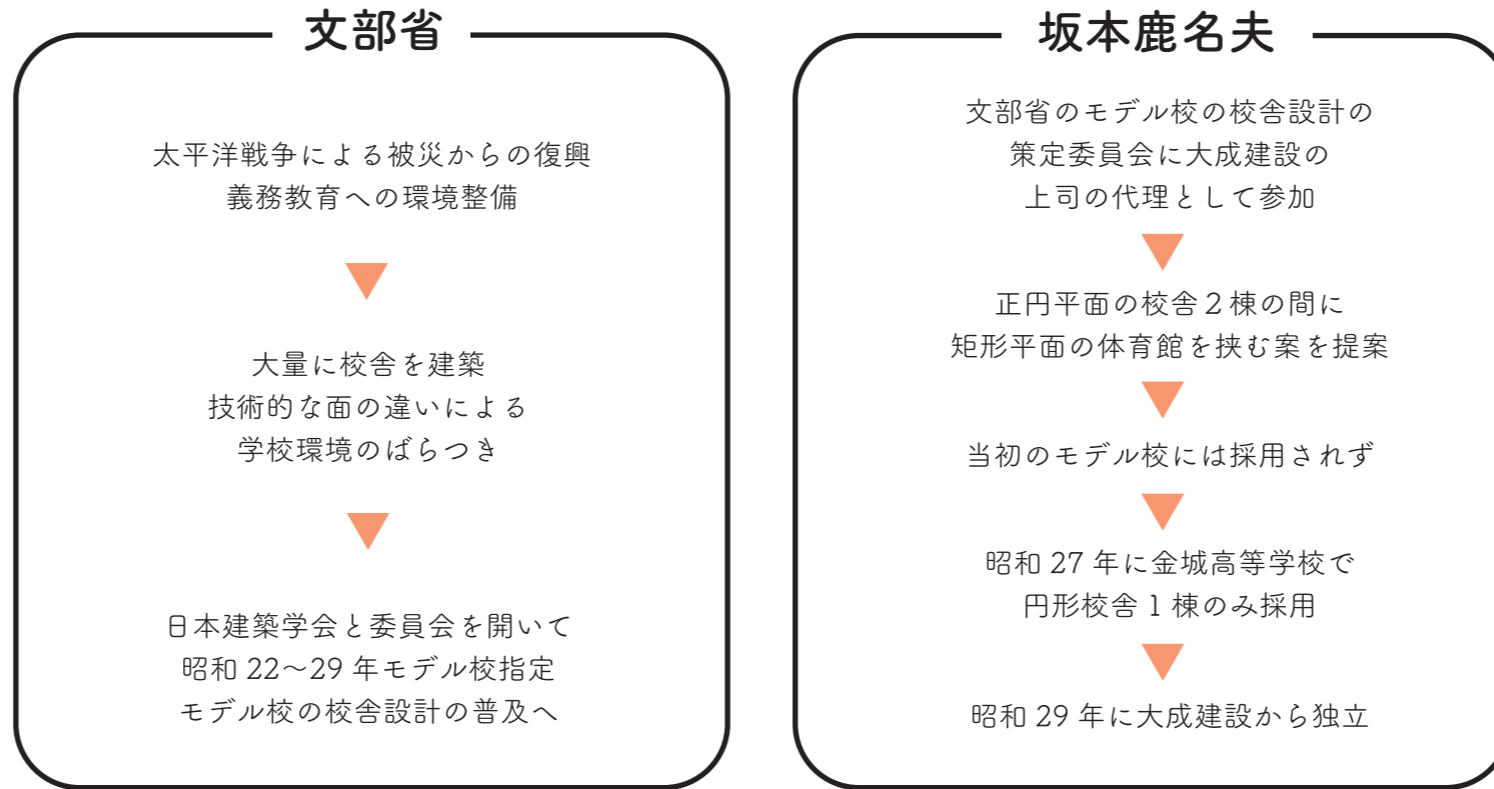 文部省
太平洋戦争による被災からの復興
義務教育への環境整備
大量に校舎を建築
技術的な面の違いによる
学校環境のばらつき
日本建築学会と委員会を開いて
昭和 22～29 年モデル校指定
モデル校の校舎設計の普及へ
坂本鹿名夫
文部省のモデル校の校舎設計の
策定委員会に大成建設の
上司の代理として参加
正円平面の校舎２棟の間に
矩形平面の体育館を挟む案を提案
当初のモデル校には採用されず
昭和 27 年に金城高等学校で
円形校舎 1 棟のみ採用
昭和 29 年に大成建設から独立